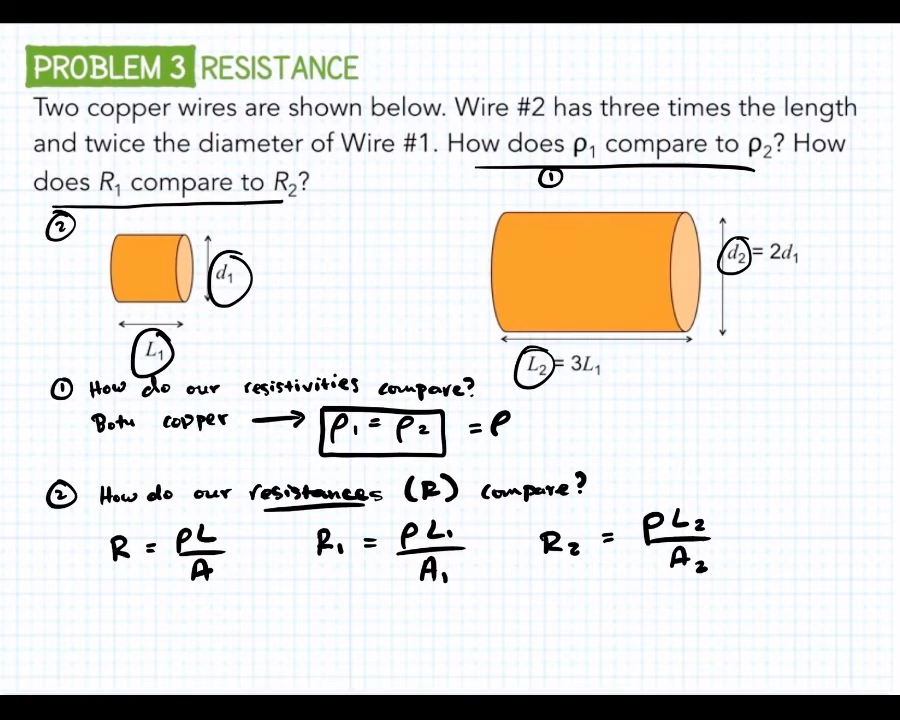 PROBLEM 3 RESISTANCE
Two copper wires are shown below. Wire #2 has three times the length
and twice the diameter of Wire #1. How does ρ₁ compare to ρ₂? How
does R₁ compare to R₂?
①
②
d₁
d₂ = 2d₁
L₁
L₂ = 3L₁
① How do our resistivities compare?
Both copper → ρ₁ = ρ₂ = ρ
② How do our resistances (R) compare?
R = ρL/A R₁ = ρL₁/A₁ R₂ = ρL₂/A₂